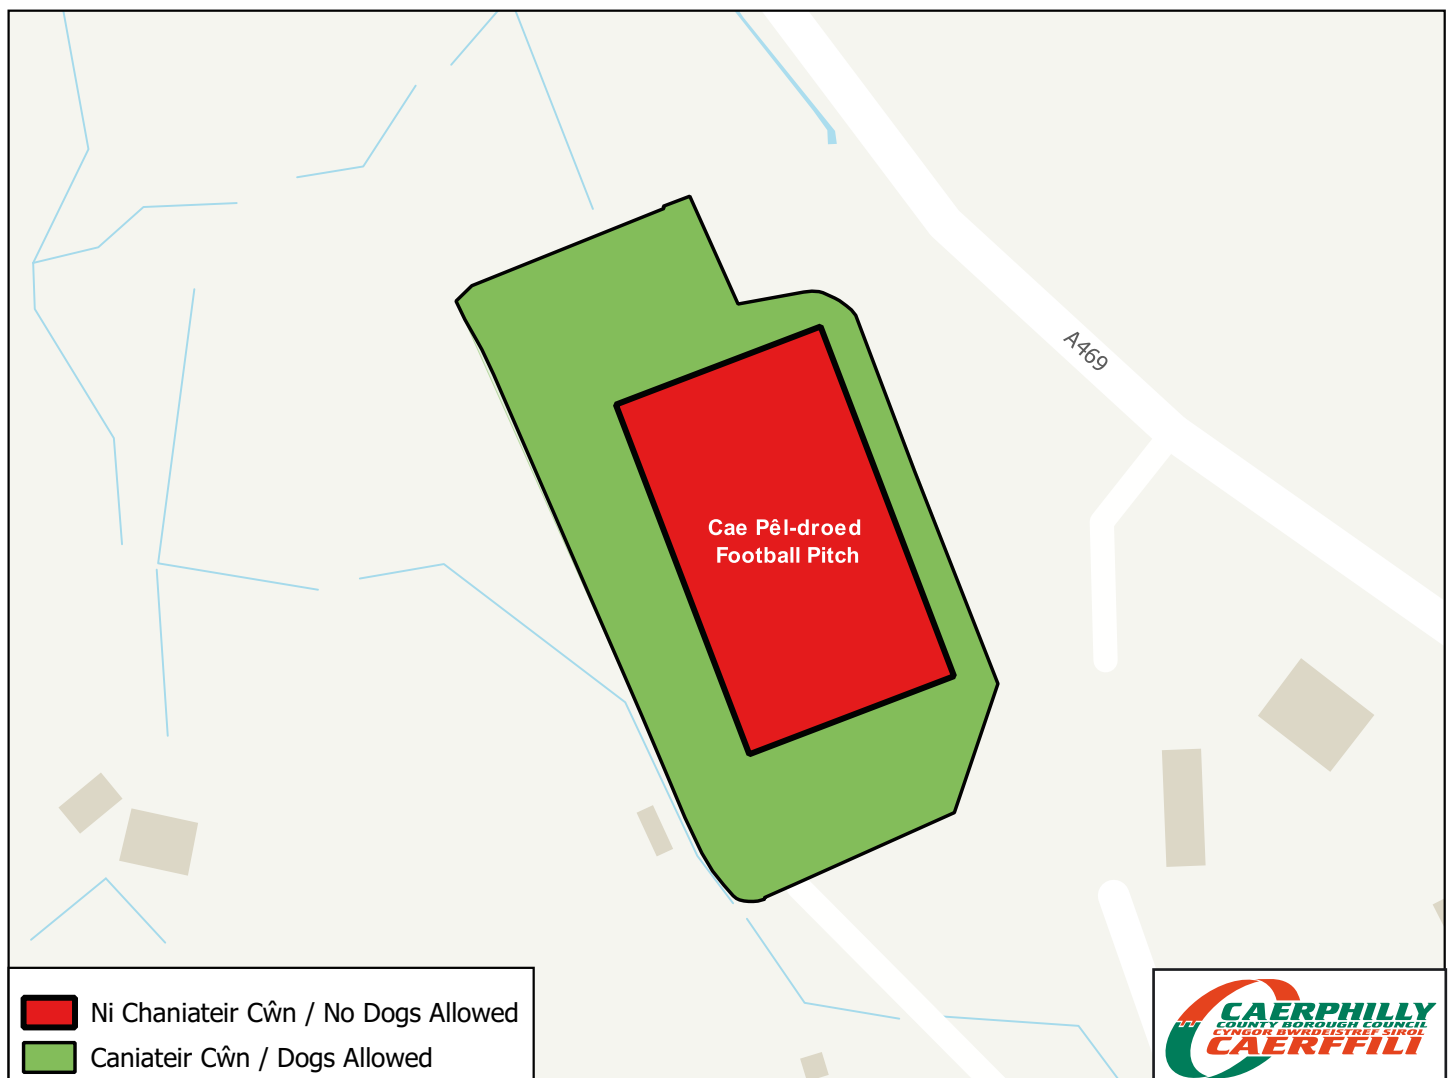 A469
Cae Pêl-droed
Football Pitch
Ni Chaniateir Cŵn / No Dogs Allowed
Caniateir Cŵn / Dogs Allowed
CAERPHILLY
COUNTY BOROUGH COUNCIL
CYNGOR BWRDEISTREF SIROL
CAERFFILI